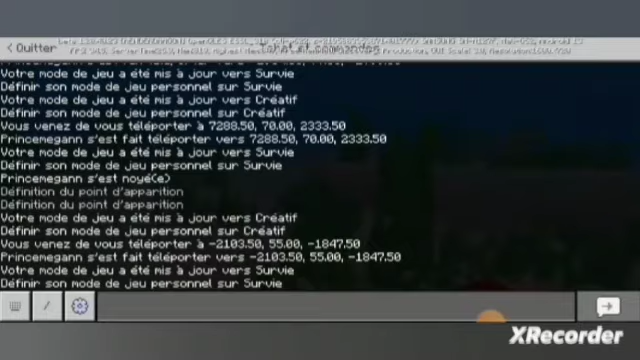 Quitter
Tchat et commandes
Votre mode de jeu a été mis à jour vers Survie
Définir son mode de jeu personnel sur Survie
Votre mode de jeu a été mis à jour vers Créatif
Définir son mode de jeu personnel sur Créatif
Vous venez de vous téléporter à 7288.50, 70.00, 2333.50
Princemegann s'est fait téléporter vers 7288.50, 70.00, 2333.50
Votre mode de jeu a été mis à jour vers Survie
Définir son mode de jeu personnel sur Survie
Princemegann s'est noyé(e)
Définition du point d'apparition
Définition du point d'apparition
Votre mode de jeu a été mis à jour vers Créatif
Définir son mode de jeu personnel sur Créatif
Vous venez de vous téléporter à -2103.50, 55.00, -1847.50
Princemegann s'est fait téléporter vers -2103.50, 55.00, -1847.50
Votre mode de jeu a été mis à jour vers Survie
Définir son mode de jeu personnel sur Survie
XRecorder